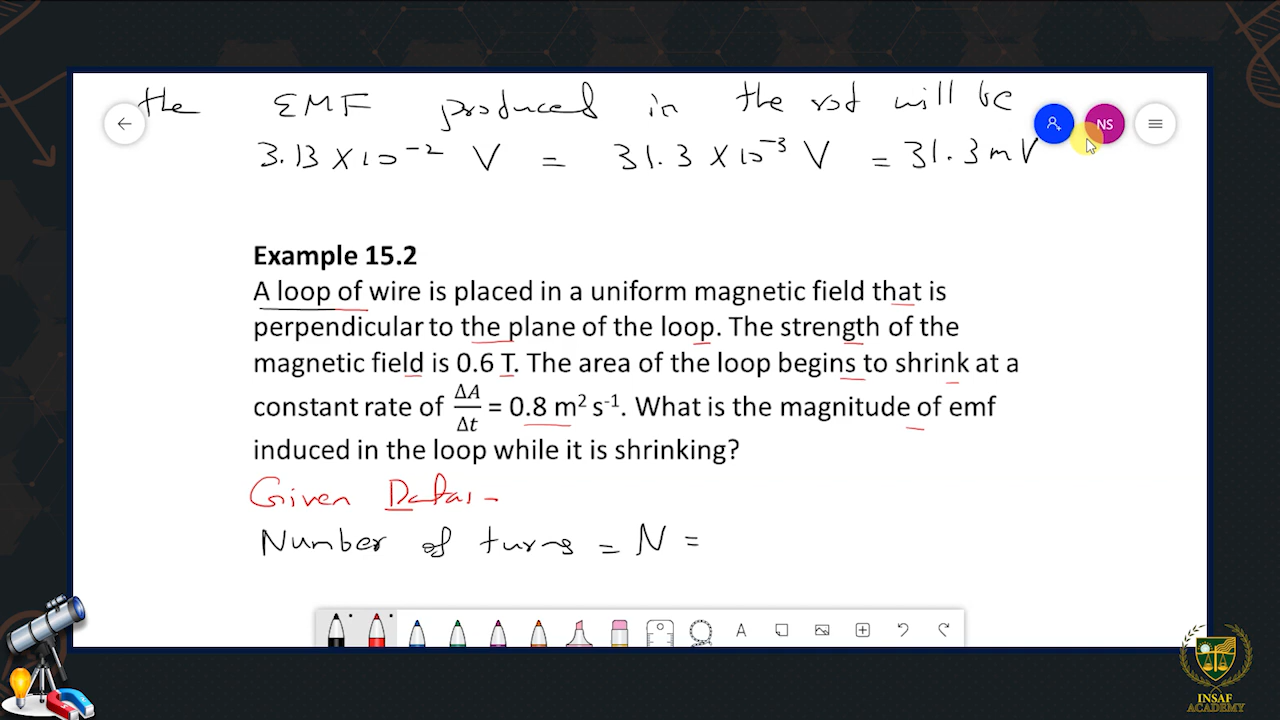 the EMF produced in the rod will be
3.13 X 10⁻² V = 31.3 X 10⁻³ V = 31.3 mV
NS
Example 15.2
A loop of wire is placed in a uniform magnetic field that is
perpendicular to the plane of the loop. The strength of the
magnetic field is 0.6 T. The area of the loop begins to shrink at a
constant rate of ΔA/Δt = 0.8 m² s⁻¹. What is the magnitude of emf
induced in the loop while it is shrinking?
Given Data:-
Number of turns = N =
A
INSAF
ACADEMY